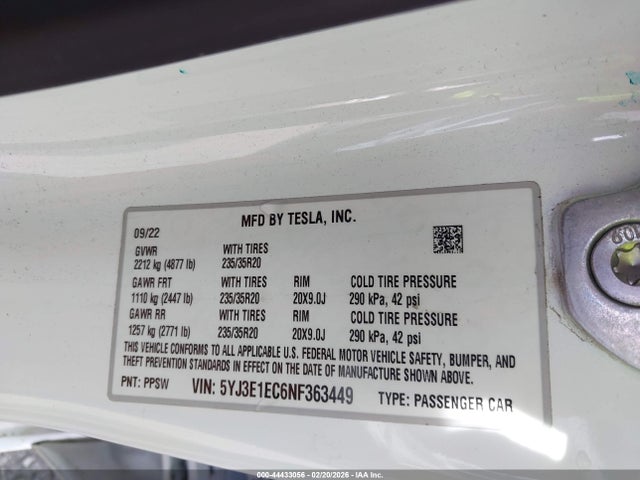 MFD BY TESLA, INC.
09/22
GVWR WITH TIRES
2212 kg (4877 lb) 235/35R20
GAWR FRT WITH TIRES RIM COLD TIRE PRESSURE
1110 kg (2447 lb) 235/35R20 20X9.0J 290 kPa, 42 psi
GAWR RR WITH TIRES RIM COLD TIRE PRESSURE
1257 kg (2771 lb) 235/35R20 20X9.0J 290 kPa, 42 psi
THIS VEHICLE CONFORMS TO ALL APPLICABLE U.S. FEDERAL MOTOR VEHICLE SAFETY, BUMPER, AND
THEFT PREVENTION STANDARDS IN EFFECT ON THE DATE OF MANUFACTURE SHOWN ABOVE.
PNT: PPSW VIN: 5YJ3E1EC6NF363449 TYPE: PASSENGER CAR
000-44433056 - 02/20/2026 - IAA Inc.